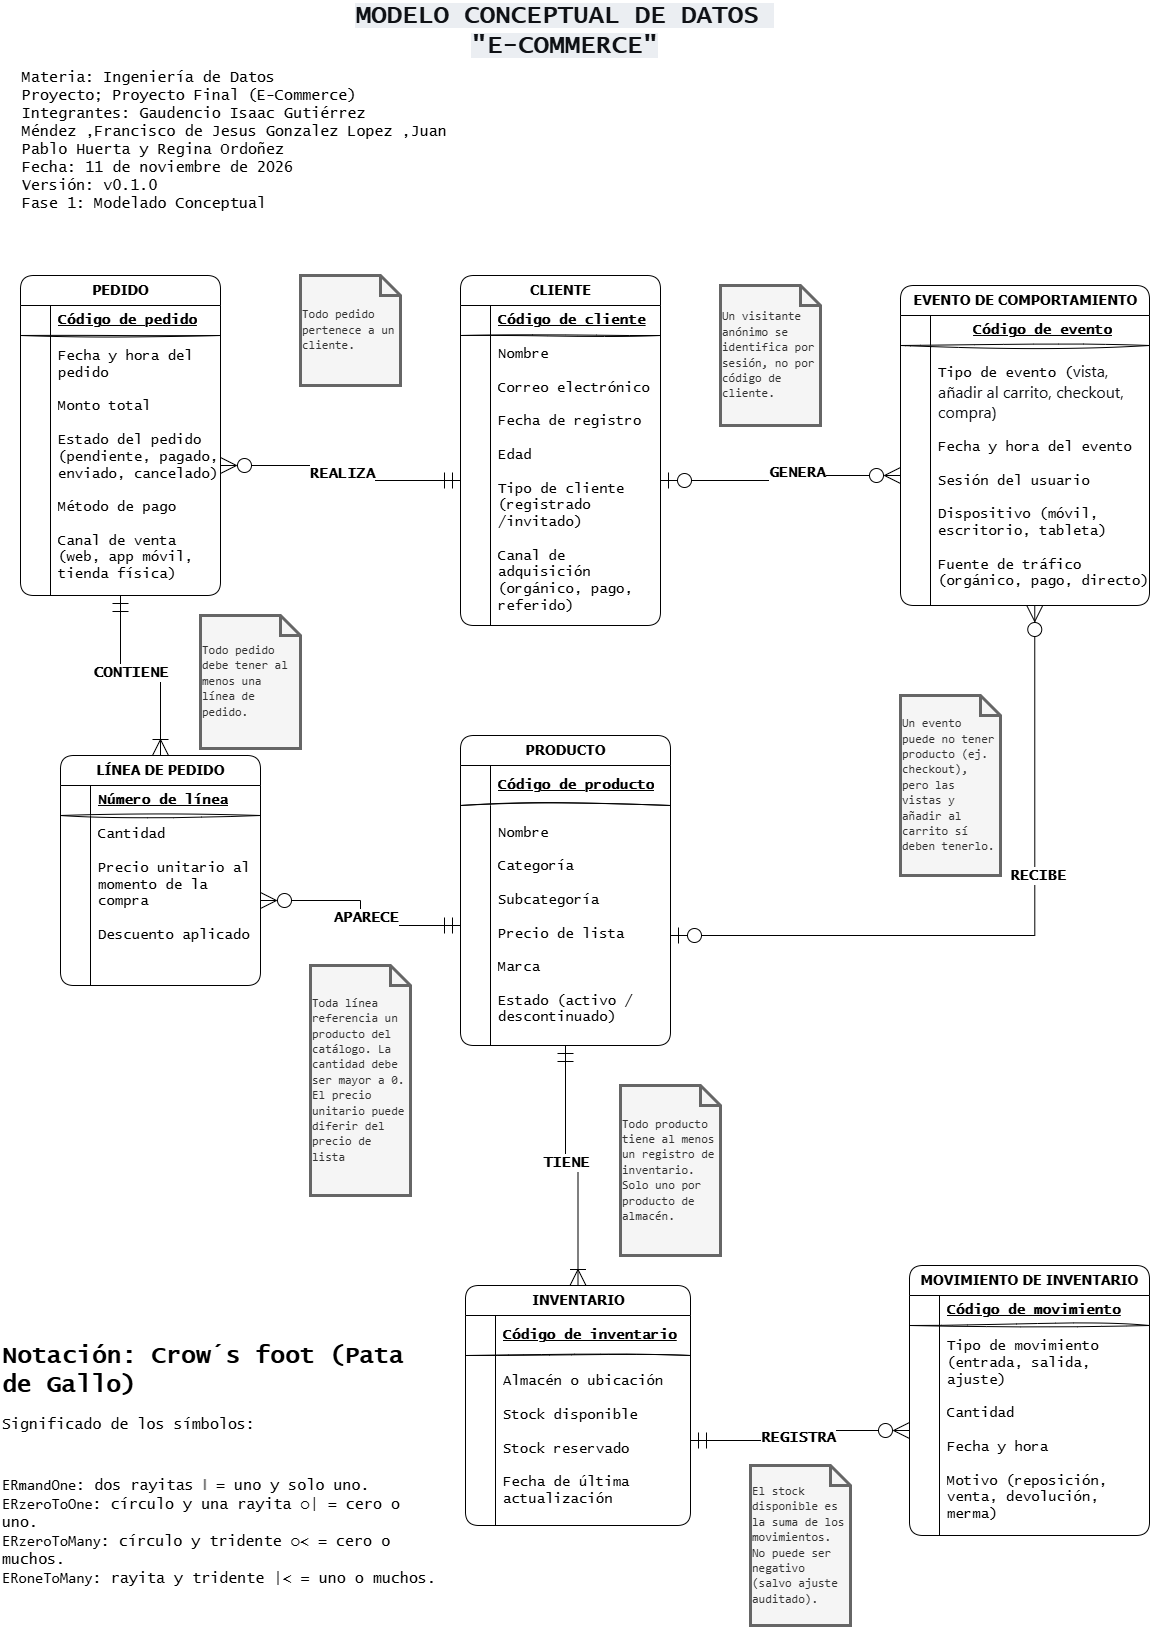 MODELO CONCEPTUAL DE DATOS
"E-COMMERCE"
Materia: Ingeniería de Datos
Proyecto; Proyecto Final (E-Commerce)
Integrantes: Gaudencio Isaac Gutiérrez
Méndez ,Francisco de Jesus Gonzalez Lopez ,Juan
Pablo Huerta y Regina Ordoñez
Fecha: 11 de noviembre de 2026
Versión: v0.1.0
Fase 1: Modelado Conceptual
PEDIDO
Código de pedido
Fecha y hora del
pedido
Monto total
Estado del pedido
(pendiente, pagado,
enviado, cancelado)
Método de pago
Canal de venta
(web, app móvil,
tienda física)
Todo pedido
pertenece a un
cliente.
REALIZA
CLIENTE
Código de cliente
Nombre
Correo electrónico
Fecha de registro
Edad
Tipo de cliente
(registrado
/invitado)
Canal de
adquisición
(orgánico, pago,
referido)
Un visitante
anónimo se
identifica por
sesión, no por
código de
cliente.
GENERA
EVENTO DE COMPORTAMIENTO
Código de evento
Tipo de evento (vista,
añadir al carrito, checkout,
compra)
Fecha y hora del evento
Sesión del usuario
Dispositivo (móvil,
escritorio, tableta)
Fuente de tráfico
(orgánico, pago, directo)
CONTIENE
Todo pedido
debe tener al
menos una
línea de
pedido.
LÍNEA DE PEDIDO
Número de línea
Cantidad
Precio unitario al
momento de la
compra
Descuento aplicado
APARECE
PRODUCTO
Código de producto
Nombre
Categoría
Subcategoría
Precio de lista
Marca
Estado (activo /
descontinuado)
Un evento
puede no tener
producto (ej.
checkout),
pero las
vistas y
añadir al
carrito sí
deben tenerlo.
RECIBE
Toda línea
referencia un
producto del
catálogo. La
cantidad debe
ser mayor a 0.
El precio
unitario puede
diferir del
precio de
lista
TIENE
Todo producto
tiene al menos
un registro de
inventario.
Solo uno por
producto de
almacén.
INVENTARIO
Código de inventario
Almacén o ubicación
Stock disponible
Stock reservado
Fecha de última
actualización
REGISTRA
MOVIMIENTO DE INVENTARIO
Código de movimiento
Tipo de movimiento
(entrada, salida,
ajuste)
Cantidad
Fecha y hora
Motivo (reposición,
venta, devolución,
merma)
El stock
disponible es
la suma de los
movimientos.
No puede ser
negativo
(salvo ajuste
auditado).
Notación: Crow´s foot (Pata
de Gallo)
Significado de los símbolos:
ERmandOne: dos rayitas | = uno y solo uno.
ERzeroToOne: círculo y una rayita ○| = cero o
uno.
ERzeroToMany: círculo y tridente ○< = cero o
muchos.
ERoneToMany: rayita y tridente |< = uno o muchos.